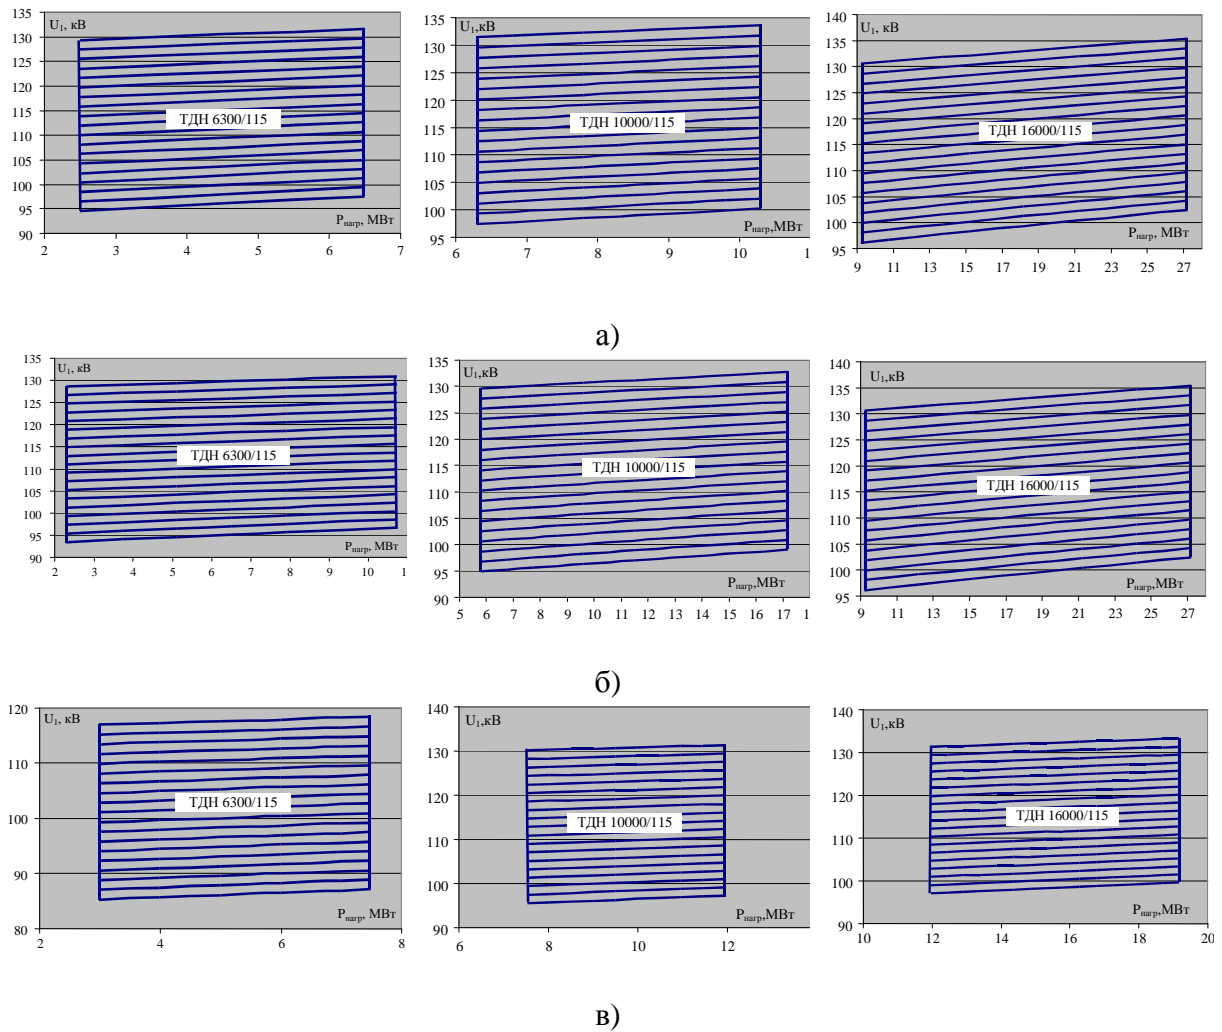 U₁, кВ
135
130
125
120
115
110
105
100
95
90
ТДН 6300/115
Pнагр, МВт
2 3 4 5 6 7
U₁,кВ
135
130
125
120
115
110
105
100
95
ТДН 10000/115
Pнагр,МВт
6 7 8 9 10 1
U₁, кВ
140
135
130
125
120
115
110
105
100
95
ТДН 16000/115
Pнагр, МВт
9 11 13 15 17 19 21 23 25 27
а)
U₁, кВ
135
130
125
120
115
110
105
100
95
90
ТДН 6300/115
Pнагр, МВт
2 3 4 5 6 7 8 9 10 1
U₁,кВ
135
130
125
120
115
110
105
100
95
90
ТДН 10000/115
Pнагр,МВт
5 6 7 8 9 10 11 12 13 14 15 16 17 1
U₁,кВ
140
135
130
125
120
115
110
105
100
95
ТДН 16000/115
Pнагр, МВт
9 11 13 15 17 19 21 23 25 27
б)
U₁, кВ
120
110
100
90
80
ТДН 6300/115
Pнагр, МВт
2 4 6 8
U₁,кВ
140
130
120
110
100
90
ТДН 10000/115
Pнагр,МВт
6 8 10 12
U₁,кВ
140
130
120
110
100
90
ТДН 16000/115
Pнагр, МВт
10 12 14 16 18 20
в)